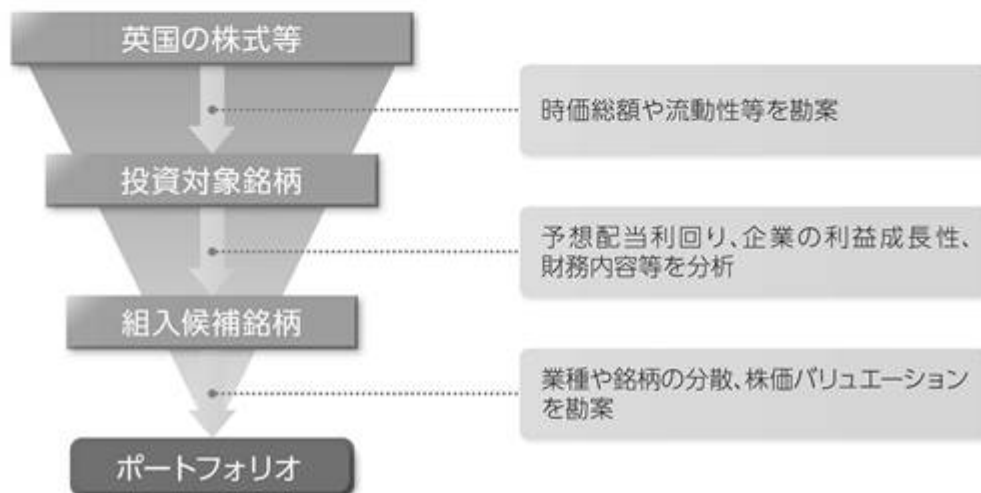 英国の株式等
時価総額や流動性等を勘案
投資対象銘柄
予想配当利回り、企業の利益成長性、
財務内容等を分析
組入候補銘柄
業種や銘柄の分散、株価バリュエーション
を勘案
ポートフォリオ